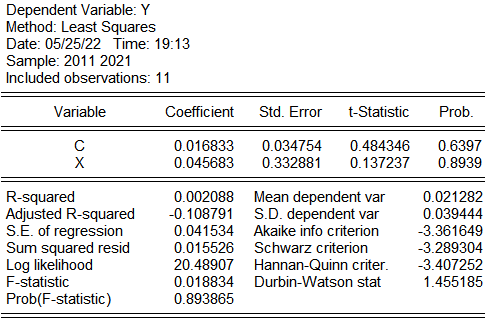 Dependent Variable: Y
Method: Least Squares
Date: 05/25/22 Time: 19:13
Sample: 2011 2021
Included observations: 11
Variable Coefficient Std. Error t-Statistic Prob.
C 0.016833 0.034754 0.484346 0.6397
X 0.045683 0.332881 0.137237 0.8939
R-squared 0.002088 Mean dependent var 0.021282
Adjusted R-squared -0.108791 S.D. dependent var 0.039444
S.E. of regression 0.041534 Akaike info criterion -3.361649
Sum squared resid 0.015526 Schwarz criterion -3.289304
Log likelihood 20.48907 Hannan-Quinn criter. -3.407252
F-statistic 0.018834 Durbin-Watson stat 1.455185
Prob(F-statistic) 0.893865